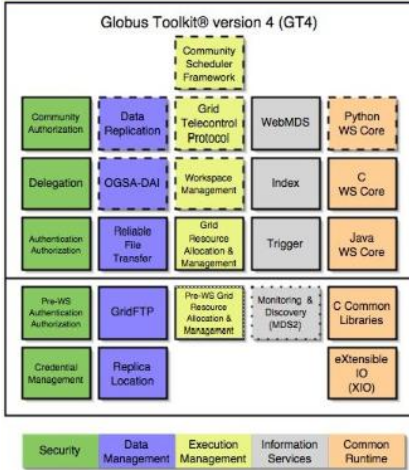 Globus Toolkit® version 4 (GT4)
Community
Scheduler
Framework
Community
Authorization
Data
Replication
Grid
Telecontrol
Protocol
WebMDS
Python
WS Core
Delegation
OGSA-DAI
Workspace
Management
Index
C
WS Core
Authentication
Authorization
Reliable
File
Transfer
Grid
Resource
Allocation &
Management
Trigger
Java
WS Core
Pre-WS
Authentication
Authorization
GridFTP
Pre-WS Grid
Resource
Allocation &
Management
Monitoring &
Discovery
(MDS2)
C Common
Libraries
Credential
Management
Replica
Location
eXtensible
IO
(XIO)
Security
Data
Management
Execution
Management
Information
Services
Common
Runtime